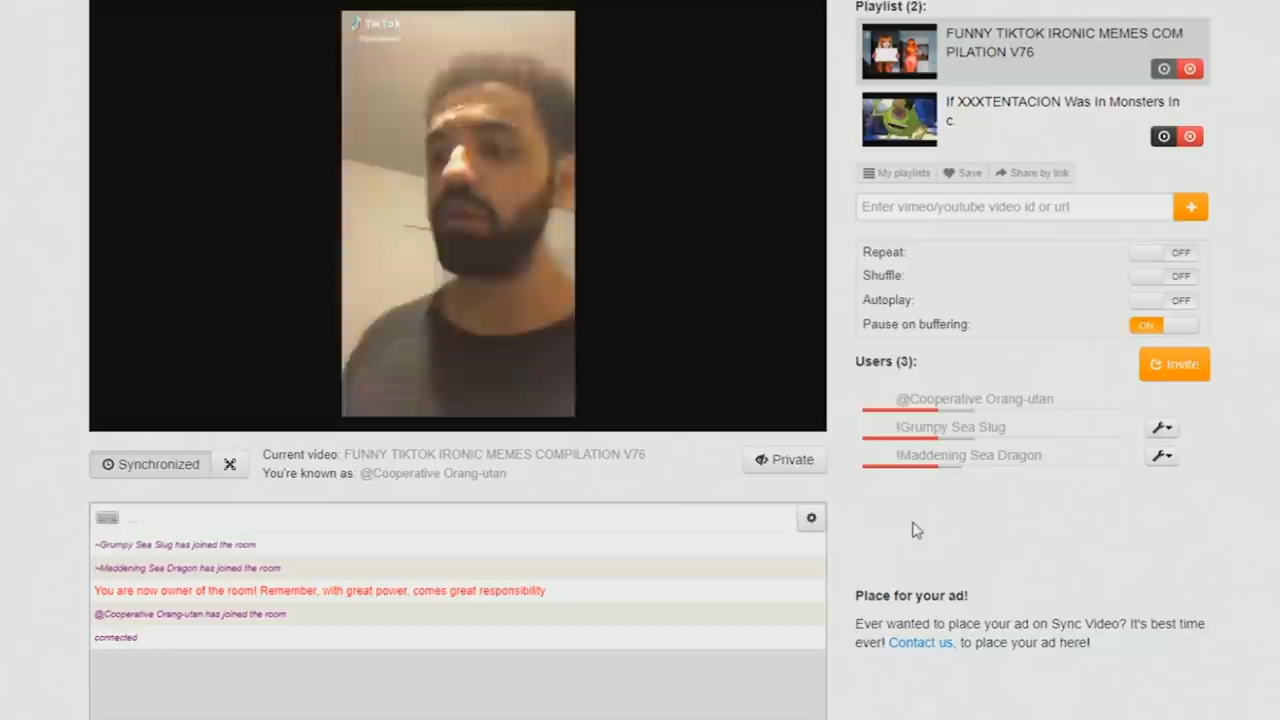 TikTok
Playlist (2):
FUNNY TIKTOK IRONIC MEMES COM
PILATION V76
If XXXTENTACION Was In Monsters In
c.
My playlists
Save
Share by link
Enter vimeo/youtube video id or url
+
Repeat:
OFF
Shuffle:
OFF
Autoplay:
OFF
Pause on buffering:
ON
Users (3):
Invite
@Cooperative Orang-utan
!Grumpy Sea Slug
!Maddening Sea Dragon
Synchronized
Current video: FUNNY TIKTOK IRONIC MEMES COMPILATION V76
You're known as: @Cooperative Orang-utan
Private
...
~Grumpy Sea Slug has joined the room
~Maddening Sea Dragon has joined the room
You are now owner of the room! Remember, with great power, comes great responsibility
@Cooperative Orang-utan has joined the room
connected
Place for your ad!
Ever wanted to place your ad on Sync Video? It's best time
ever! Contact us, to place your ad here!